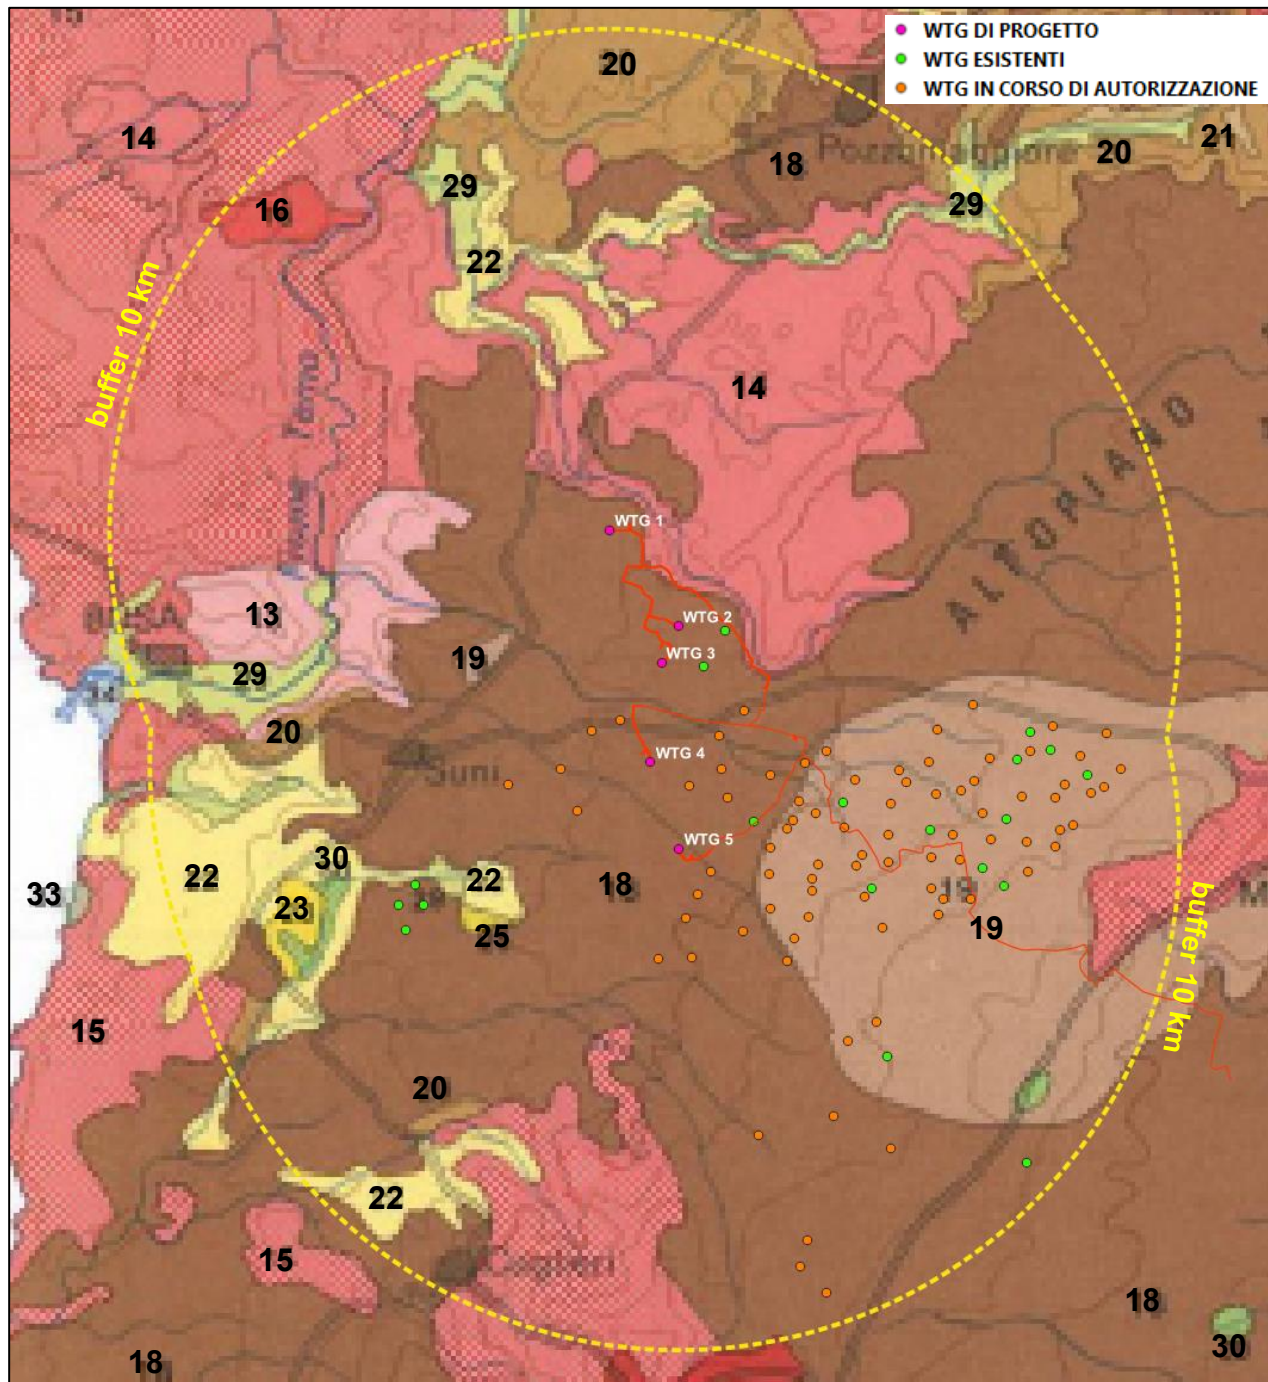 WTG DI PROGETTO
WTG ESISTENTI
WTG IN CORSO DI AUTORIZZAZIONE
20
14
18
20
21
29
29
16
22
buffer 10 km
14
ALTOPIANO
WTG 1
13
WTG 2
19
WTG 3
29
20
WTG 4
Suni
WTG 5
30
22
22
18
33
23
25
19
buffer 10 km
15
20
22
15
18
30
18